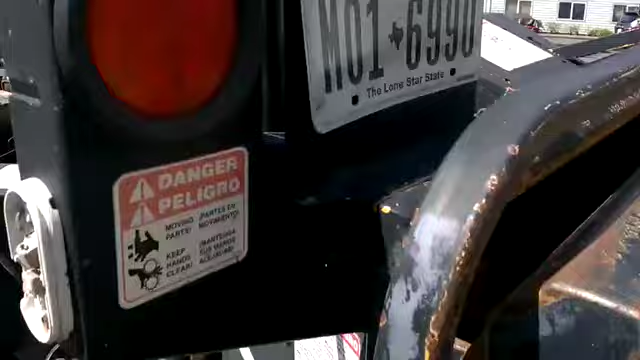 M01 6990
The Lone Star State
DANGER
PELIGRO
MOVING
PARTS!
KEEP
HANDS
CLEAR!
¡PARTES EN
MOVIMIENTO!
¡MANTENGA
SUS MANOS
ALEJADAS!